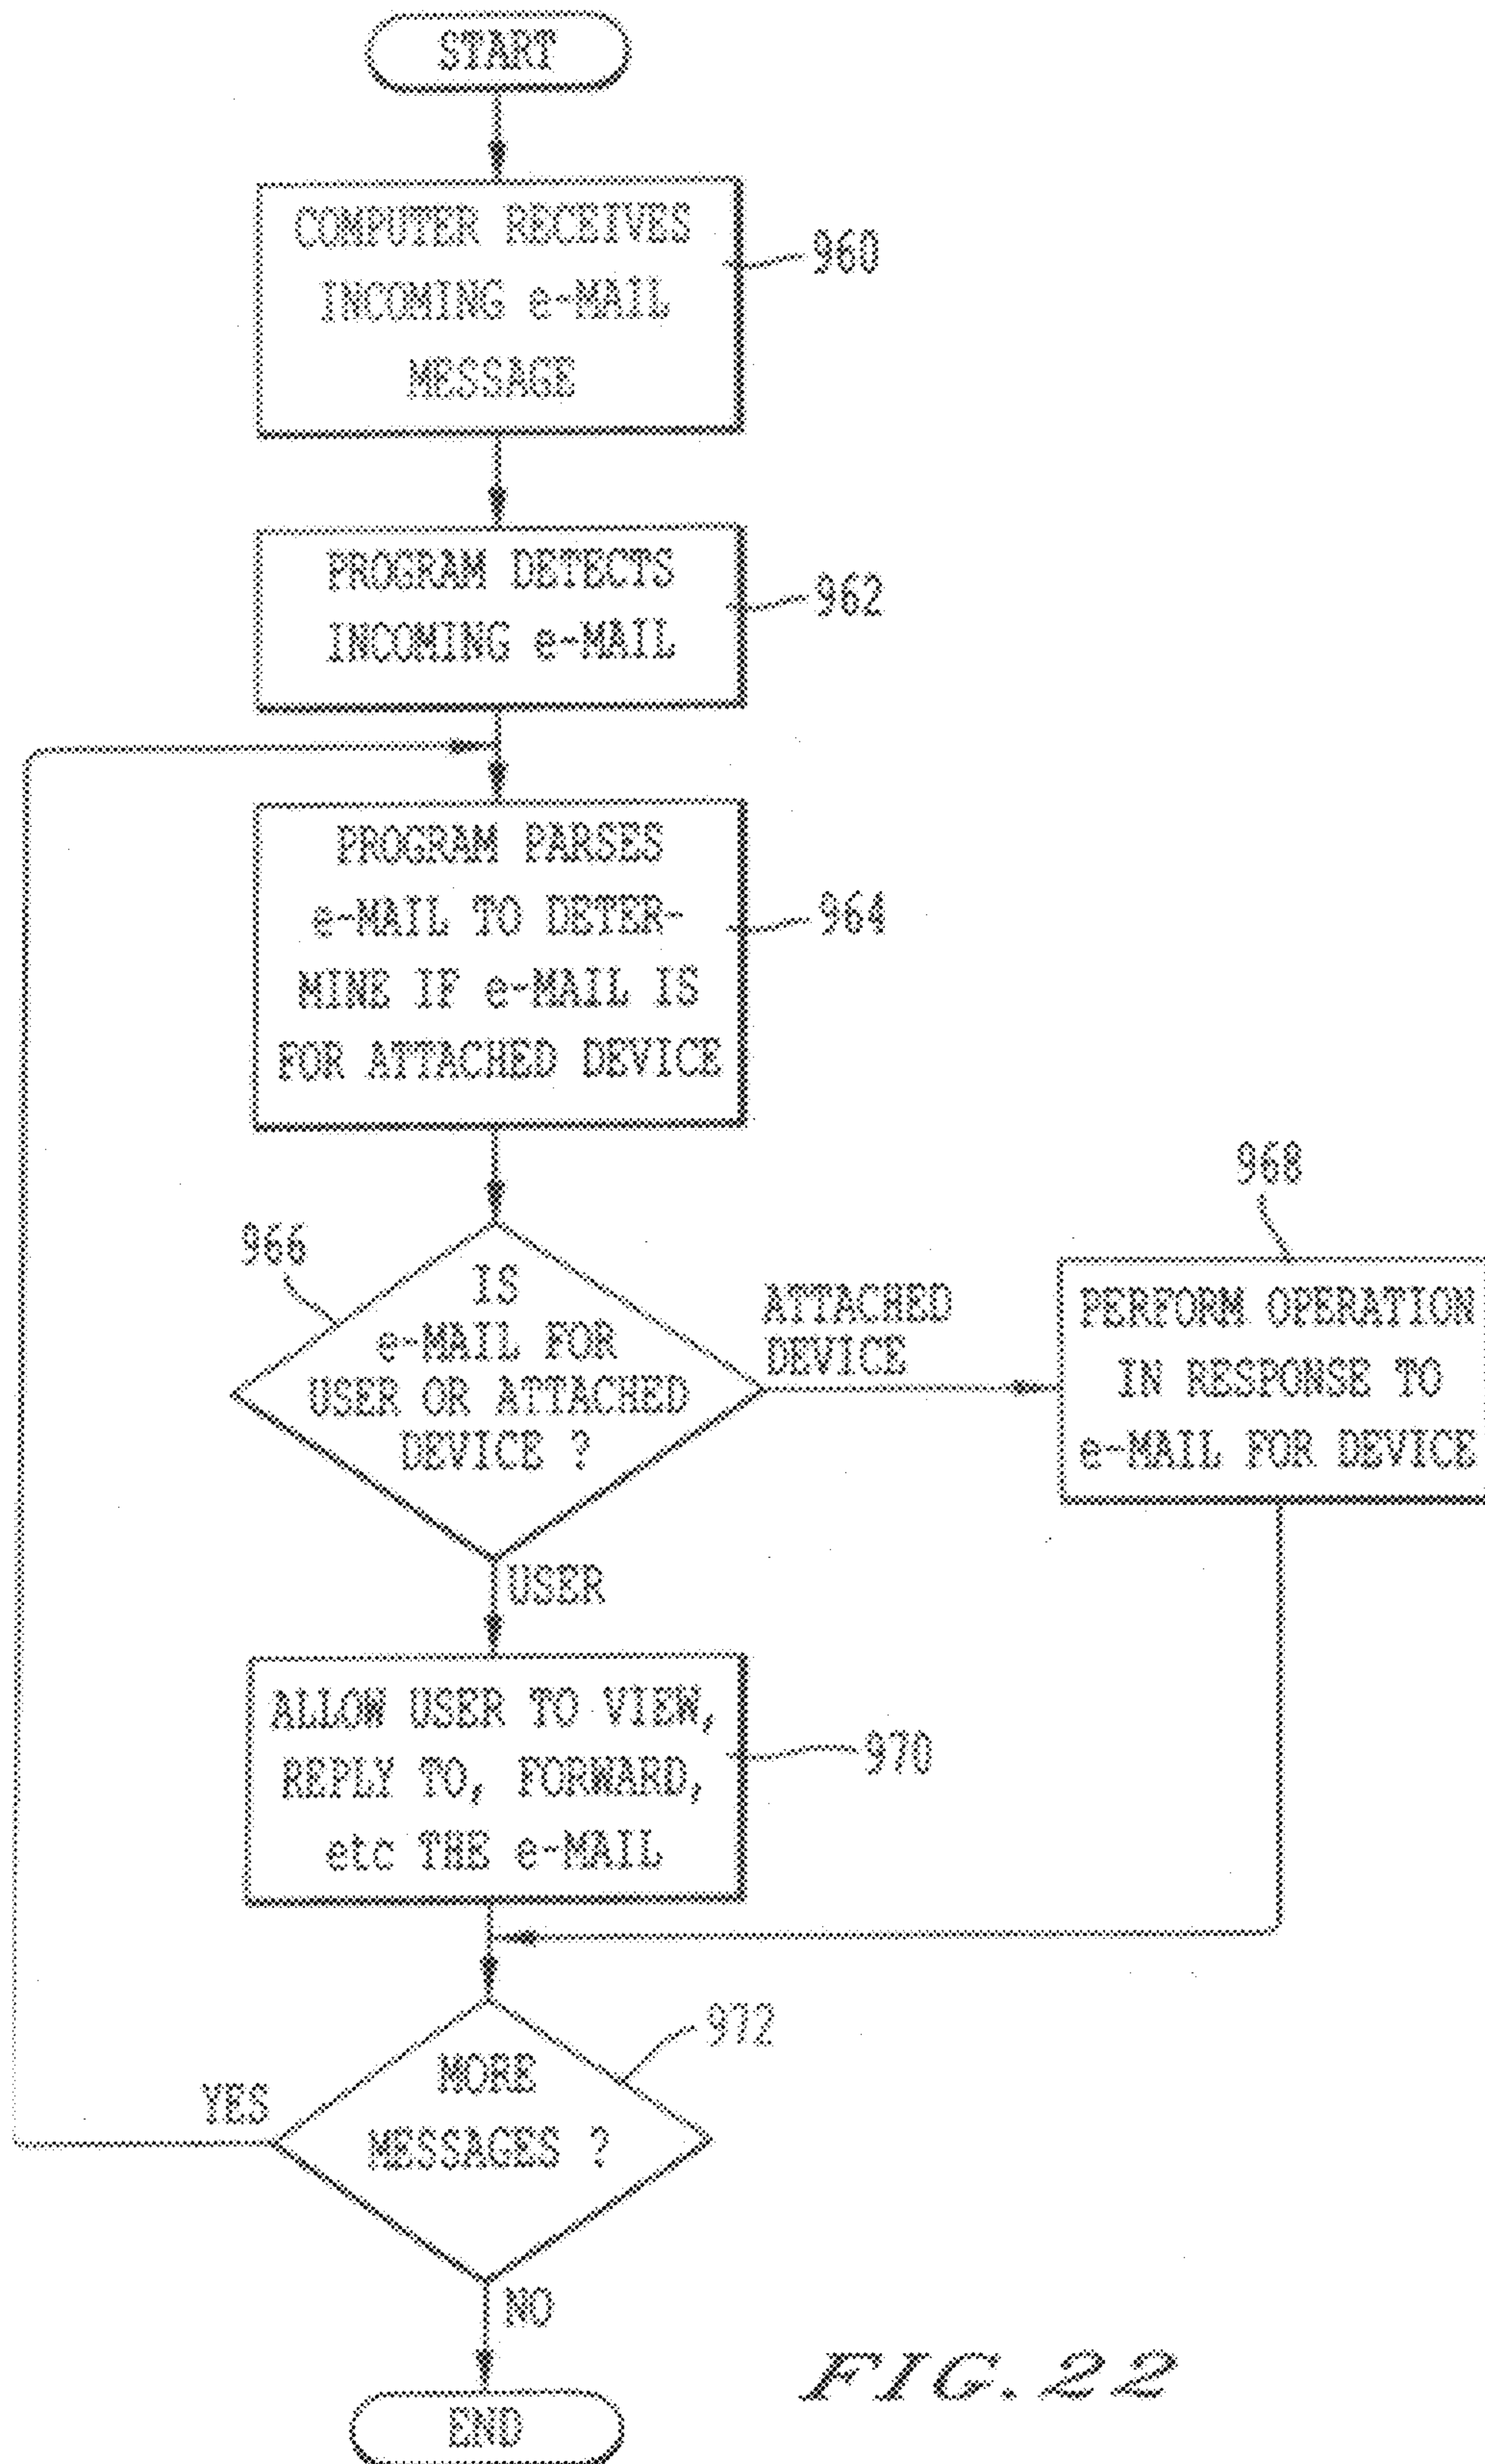 START
COMPUTER RECEIVES
INCOMING e-MAIL
MESSAGE
960
PROGRAM DETECTS
INCOMING e-MAIL
962
PROGRAM PARSES
e-MAIL TO DETER-
MINE IF e-MAIL IS
FOR ATTACHED DEVICE
964
966
IS
e-MAIL FOR
USER OR ATTACHED
DEVICE ?
ATTACHED
DEVICE
968
PERFORM OPERATION
IN RESPONSE TO
e-MAIL FOR DEVICE
USER
ALLOW USER TO VIEW,
REPLY TO, FORWARD,
etc THE e-MAIL
970
972
MORE
MESSAGES ?
YES
NO
END
FIG. 22